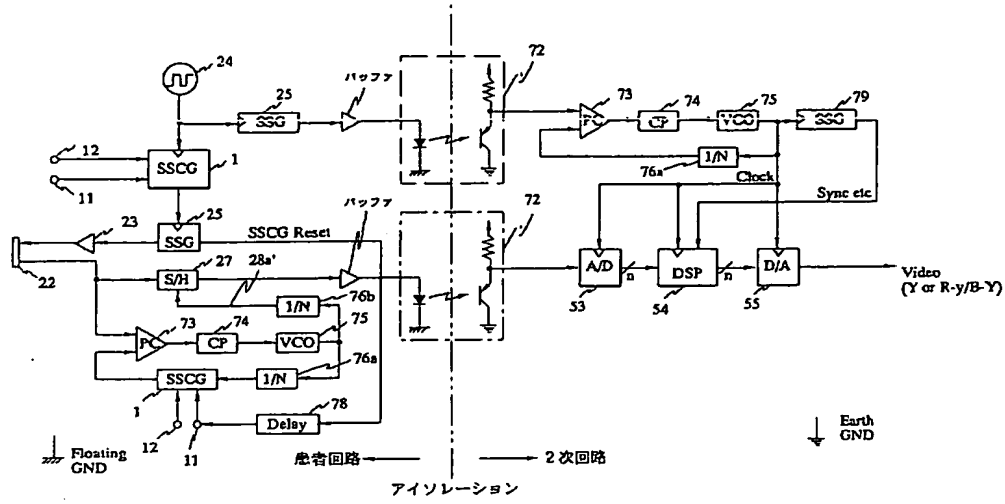 24
25
バッファ
72
73
74
75
79
SSG
PC
CP
VCO
SSG
12
SSCG
1
1/N
76a
11
Clock
バッファ
72
Sync etc
23
25
SSG
SSCG Reset
27
S/H
28a'
A/D
n
DSP
n
D/A
Video
(Y or R-y/B-Y)
22
76b
1/N
53
54
55
73
74
75
PC
CP
VCO
SSCG
1/N
76a
1
78
Delay
12
11
Floating
GND
Earth
GND
患者回路
2次回路
アイソレーション